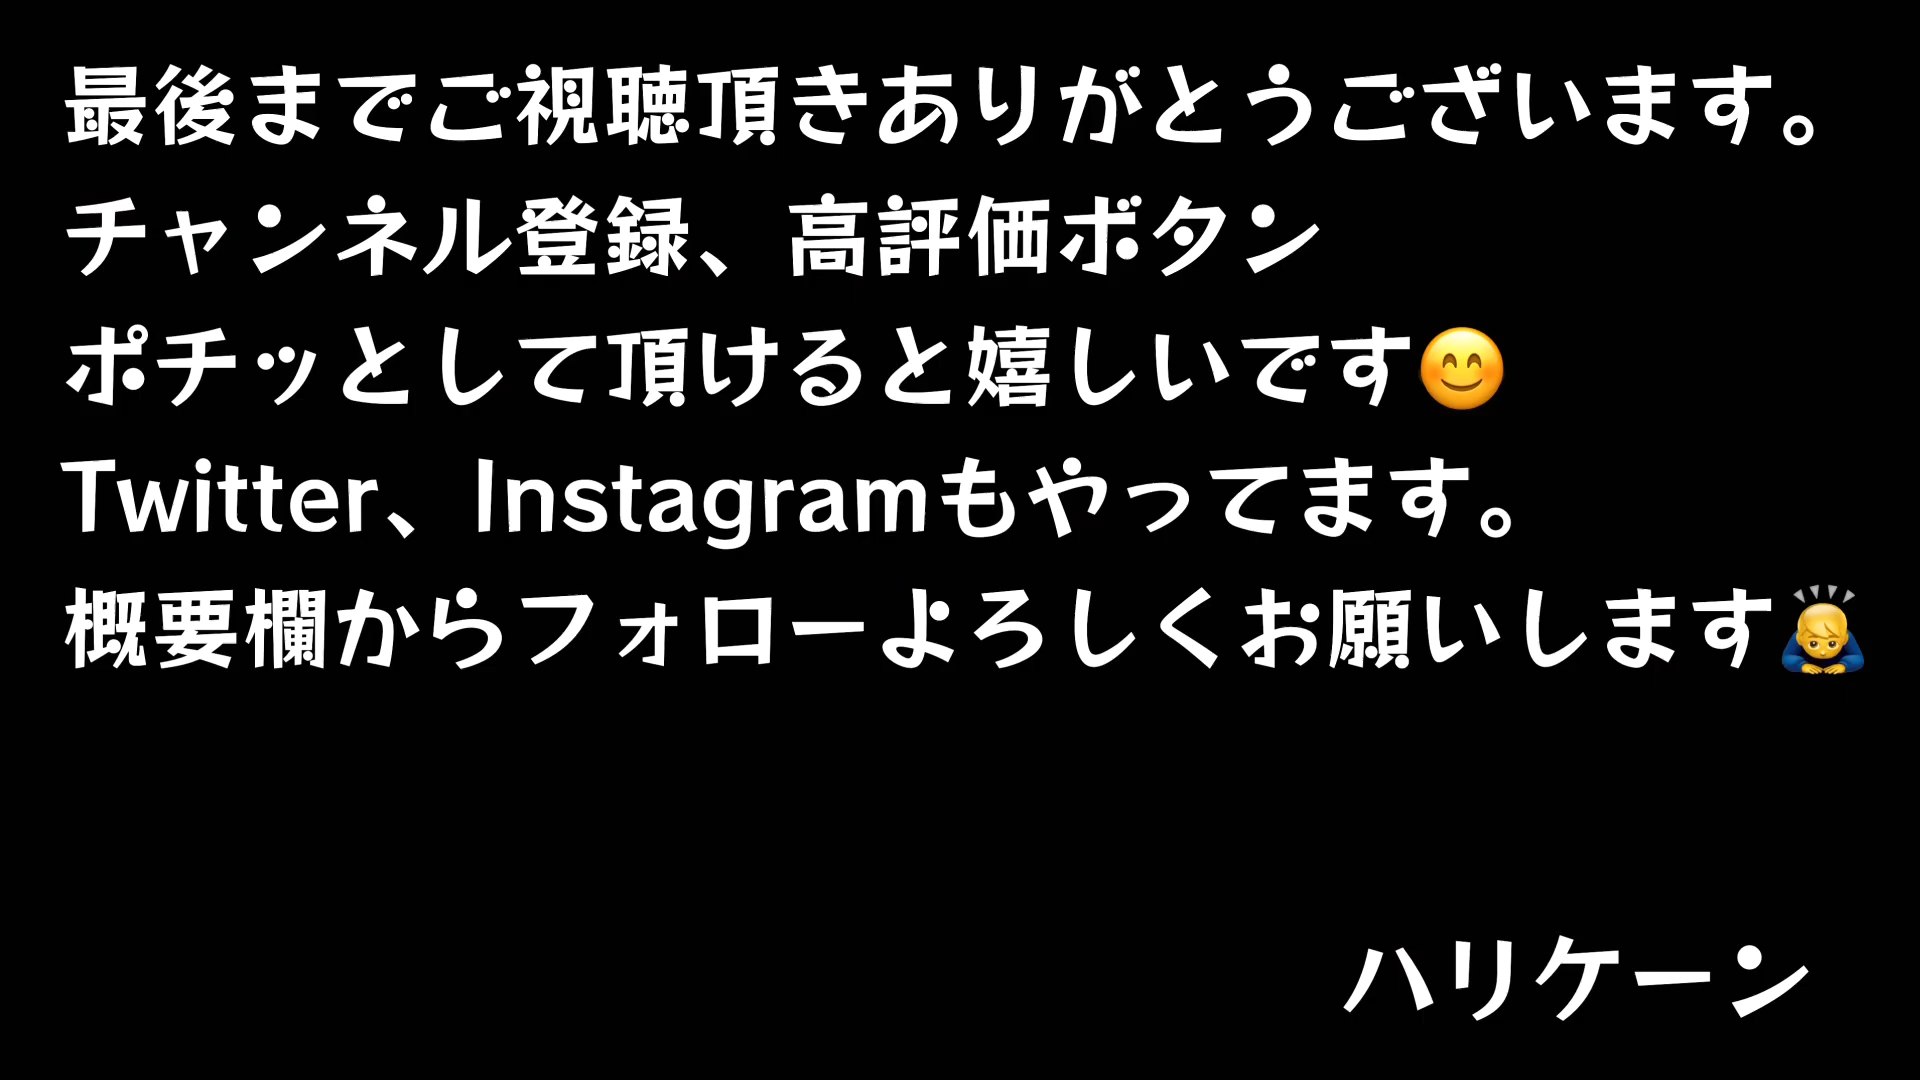 最後までご視聴頂きありがとうございます。
チャンネル登録、高評価ボタン
ポチッとして頂けると嬉しいです😊
Twitter、Instagramもやってます。
概要欄からフォローよろしくお願いします🙇‍♂️
ハリケーン